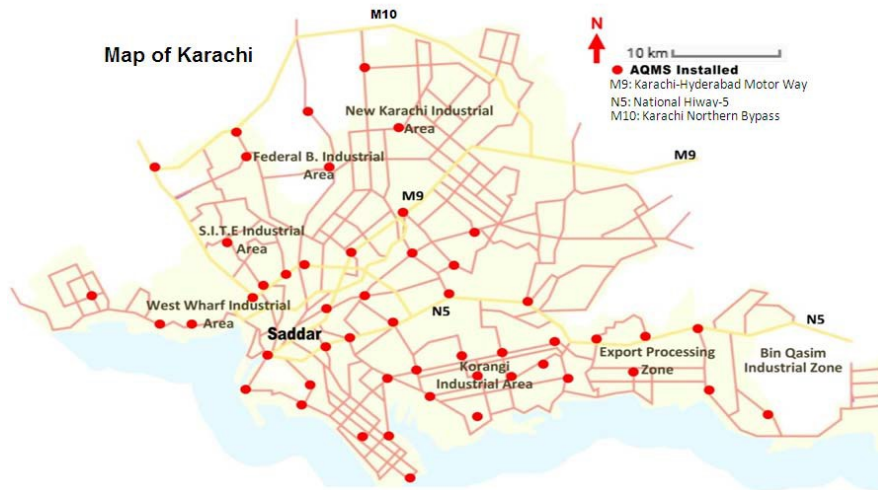 M10
N
Map of Karachi
10 km
AQMS Installed
M9: Karachi-Hyderabad Motor Way
N5: National Hiway-5
M10: Karachi Northern Bypass
New Karachi Industrial
Area
Federal B. Industrial
Area
M9
M9
S.I.T.E Industrial
Area
West Wharf Industrial
Area
N5
Saddar
N5
Export Processing
Zone
Bin Qasim
Industrial Zone
Korangi
Industrial Area